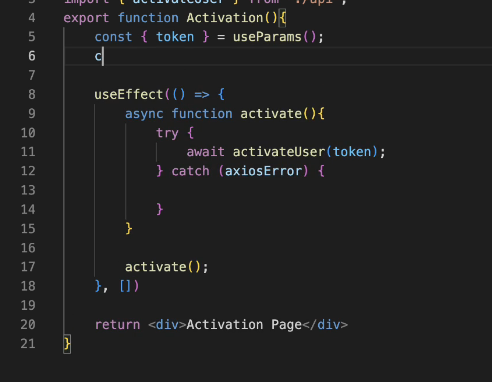 4 export function Activation(){
5 const { token } = useParams();
6 c
7
8 useEffect(() => {
9 async function activate(){
10 try {
11 await activateUser(token);
12 } catch (axiosError) {
13
14 }
15 }
16
17 activate();
18 }, [])
19
20 return <div>Activation Page</div>
21 }